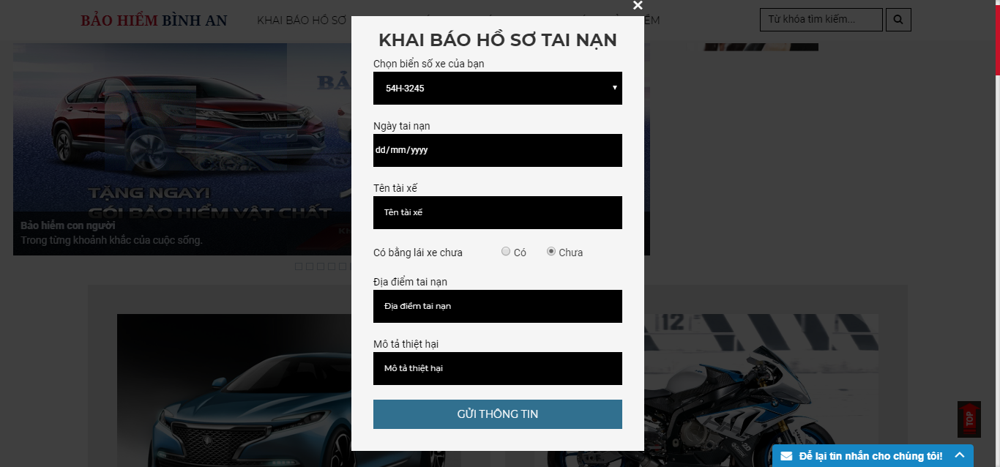 BẢO HIỂM BÌNH AN
KHAI BÁO HỒ SƠ
Từ khóa tìm kiếm...
KHAI BÁO HỒ SƠ TAI NẠN
Chọn biển số xe của bạn
54H-3245
Ngày tai nạn
dd/mm/yyyy
Tên tài xế
Tên tài xế
Có bằng lái xe chưa
Có
Chưa
Địa điểm tai nạn
Địa điểm tai nạn
Mô tả thiệt hại
Mô tả thiệt hại
GỬI THÔNG TIN
CR-V
TẶNG NGAY!
GÓI BẢO HIỂM VẬT CHẤT
Bảo hiểm con người
Trong từng khoảnh khắc của cuộc sống.
12
TOP
Để lại tin nhắn cho chúng tôi!